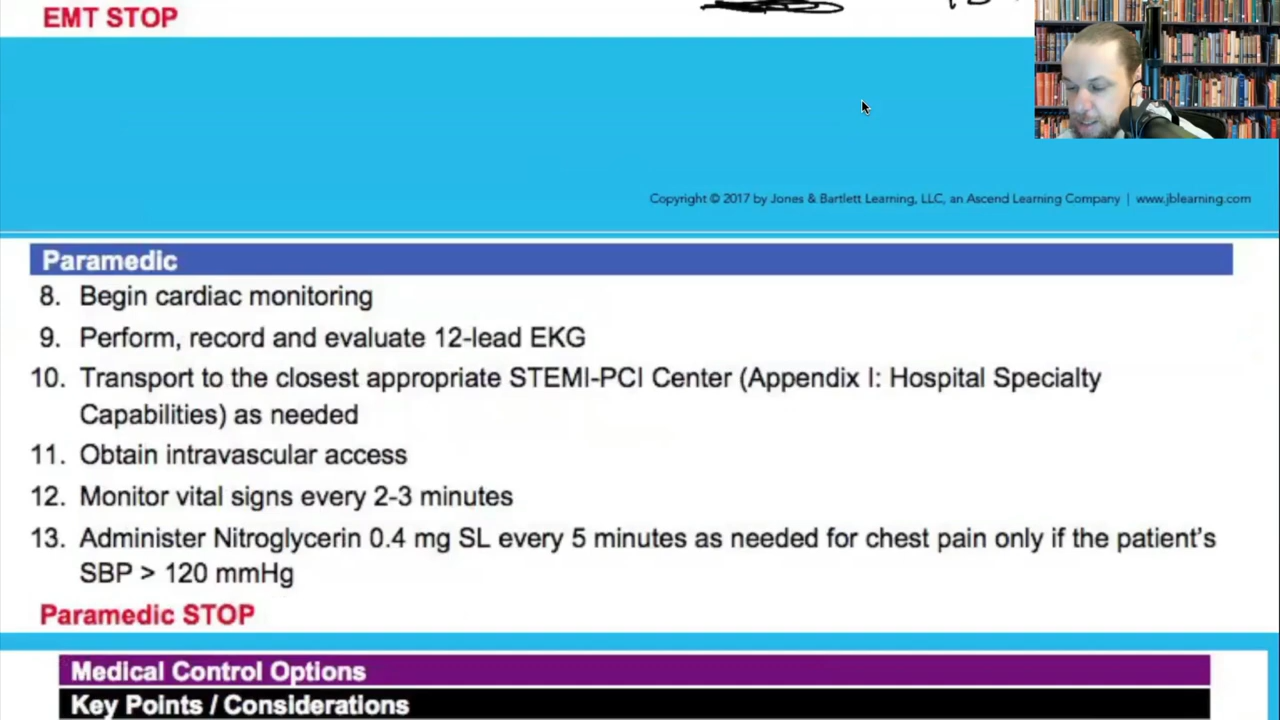 EMT STOP
Copyright © 2017 by Jones & Bartlett Learning, LLC, an Ascend Learning Company | www.jblearning.com
Paramedic
8. Begin cardiac monitoring
9. Perform, record and evaluate 12-lead EKG
10. Transport to the closest appropriate STEMI-PCI Center (Appendix I: Hospital Specialty
Capabilities) as needed
11. Obtain intravascular access
12. Monitor vital signs every 2-3 minutes
13. Administer Nitroglycerin 0.4 mg SL every 5 minutes as needed for chest pain only if the patient's
SBP > 120 mmHg
Paramedic STOP
Medical Control Options
Key Points / Considerations